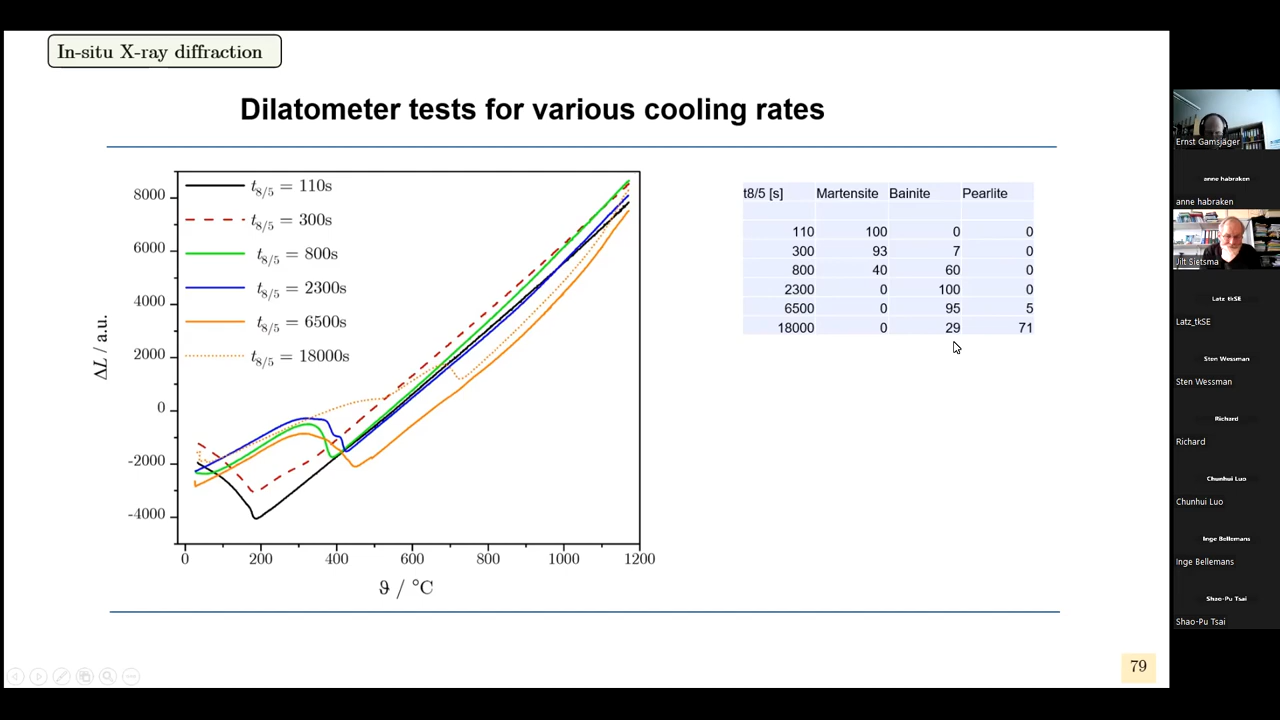 In-situ X-ray diffraction
Dilatometer tests for various cooling rates
8000
6000
4000
2000
0
-2000
-4000
ΔL / a.u.
t8/5 = 110s
t8/5 = 300s
t8/5 = 800s
t8/5 = 2300s
t8/5 = 6500s
t8/5 = 18000s
0 200 400 600 800 1000 1200
ϑ / °C
t8/5 [s] Martensite Bainite Pearlite
110 100 0 0
300 93 7 0
800 40 60 0
2300 0 100 0
6500 0 95 5
18000 0 29 71
79
Ernst Gamsjäger
anne habraken
anne habraken
Jilt Sietsma
Latz_tkSE
Latz_tkSE
Sten Wessman
Sten Wessman
Richard
Richard
Chunhui Luo
Chunhui Luo
Inge Bellemans
Inge Bellemans
Shao-Pu Tsai
Shao-Pu Tsai